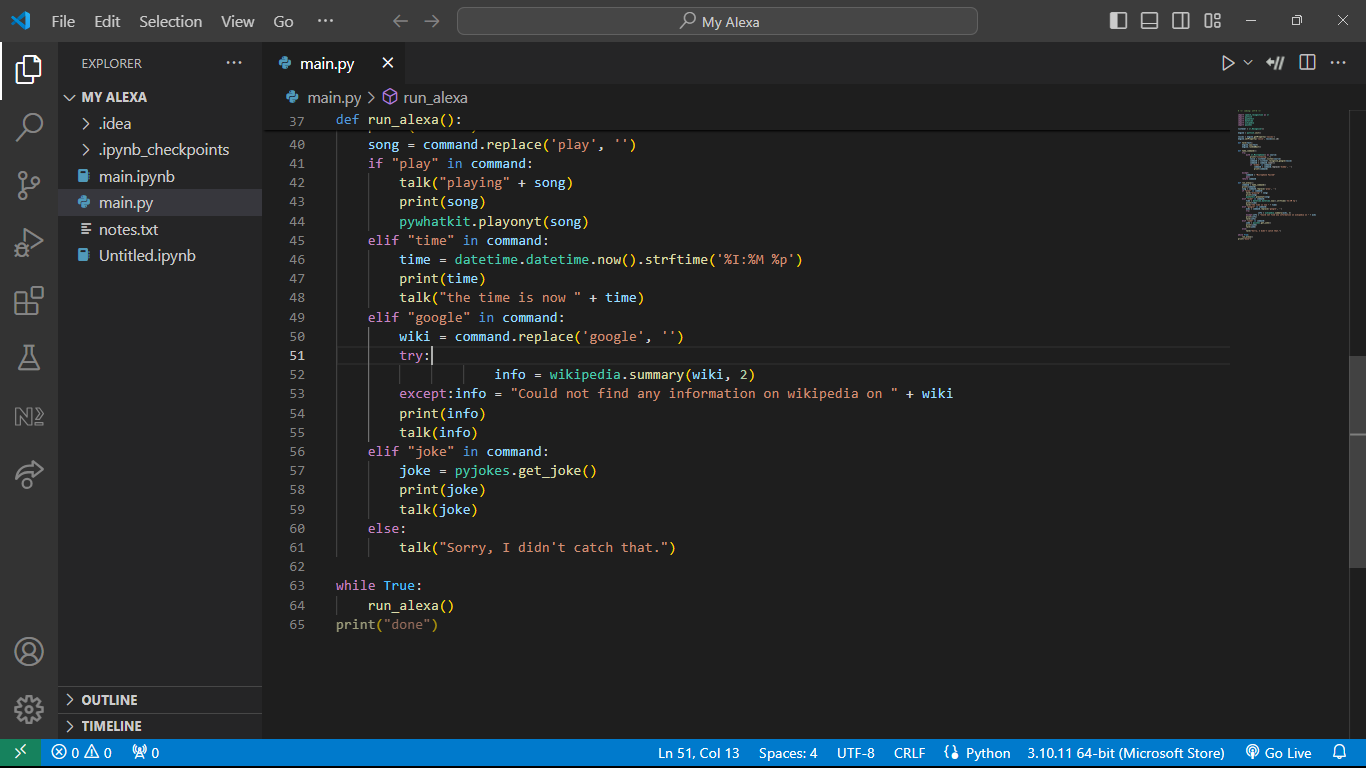 File Edit Selection View Go ··· My Alexa
EXPLORER ···
MY ALEXA
.idea
.ipynb_checkpoints
main.ipynb
main.py
notes.txt
Untitled.ipynb
OUTLINE
TIMELINE
main.py
main.py > run_alexa
37 def run_alexa():
40 song = command.replace('play', '')
41 if "play" in command:
42 talk("playing" + song)
43 print(song)
44 pywhatkit.playonyt(song)
45 elif "time" in command:
46 time = datetime.datetime.now().strftime('%I:%M %p')
47 print(time)
48 talk("the time is now " + time)
49 elif "google" in command:
50 wiki = command.replace('google', '')
51 try:
52 info = wikipedia.summary(wiki, 2)
53 except:info = "Could not find any information on wikipedia on " + wiki
54 print(info)
55 talk(info)
56 elif "joke" in command:
57 joke = pyjokes.get_joke()
58 print(joke)
59 talk(joke)
60 else:
61 talk("Sorry, I didn't catch that.")
62
63 while True:
64 run_alexa()
65 print("done")
0 0 0 Ln 51, Col 13 Spaces: 4 UTF-8 CRLF Python 3.10.11 64-bit (Microsoft Store) Go Live